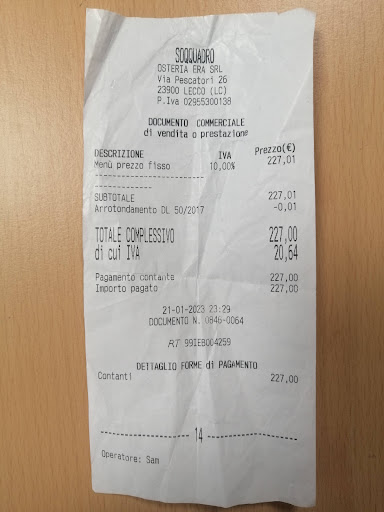 SOQQUADRO
OSTERIA ERA SRL
Via Pescatori 26
23900 LECCO (LC)
P.Iva 02955300138
DOCUMENTO COMMERCIALE
di vendita o prestazione
DESCRIZIONE IVA Prezzo(€)
Menù prezzo fisso 10,00% 227,01
----------------------
------------
SUBTOTALE 227,01
Arrotondamento DL 50/2017 -0,01
TOTALE COMPLESSIVO 227,00
di cui IVA 20,64
Pagamento contante 227,00
Importo pagato 227,00
21-01-2023 23:29
DOCUMENTO N. 0846-0064
RT 99IEB004259
DETTAGLIO FORME di PAGAMENTO
Contanti 227,00
-------------------- 14 --------------------
Operatore: Sam